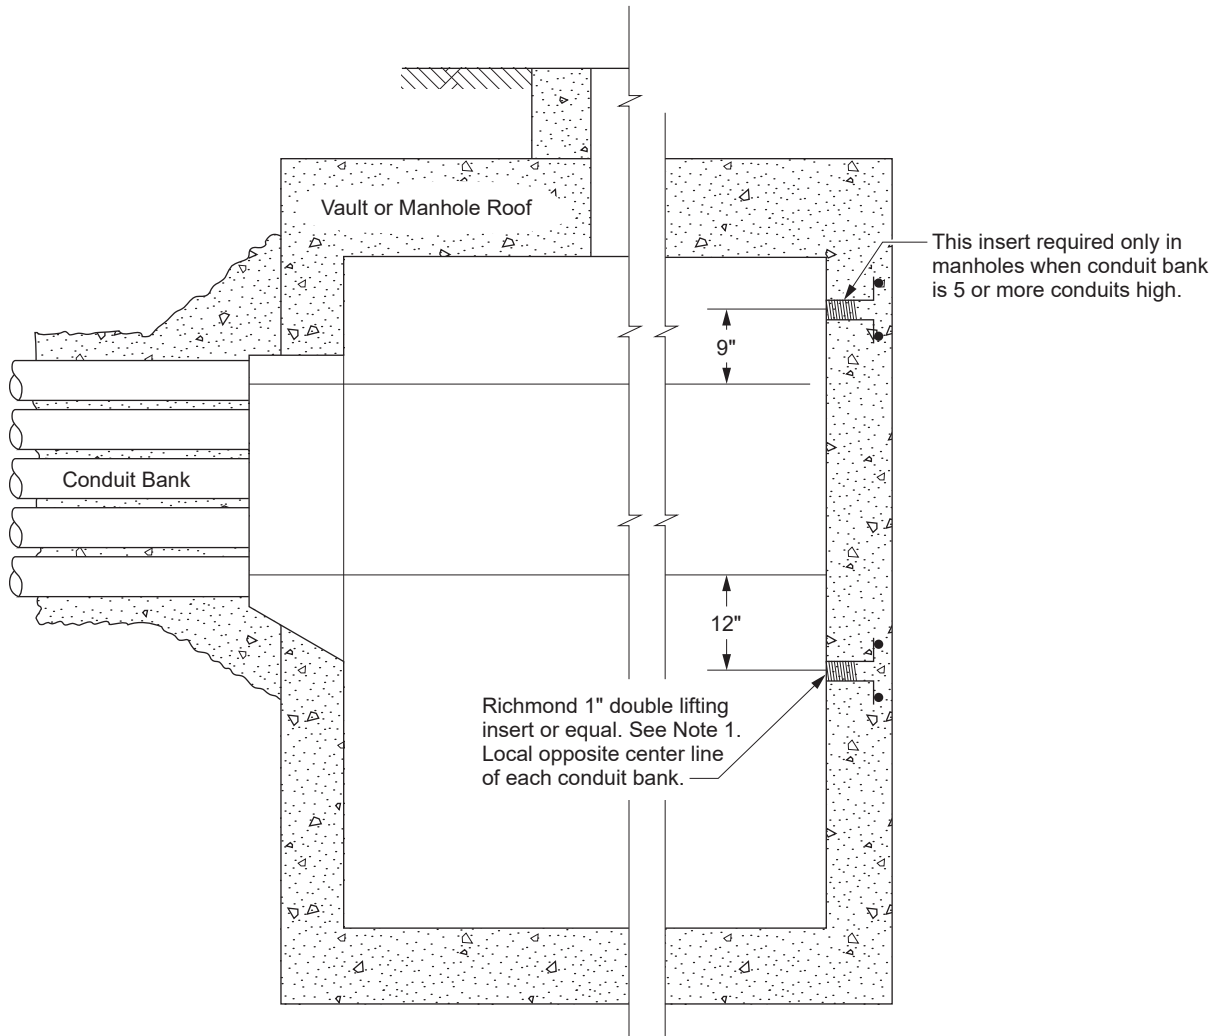 Vault or Manhole Roof
This insert required only in
manholes when conduit bank
is 5 or more conduits high.
9"
Conduit Bank
12"
Richmond 1" double lifting
insert or equal. See Note 1.
Local opposite center line
of each conduit bank.